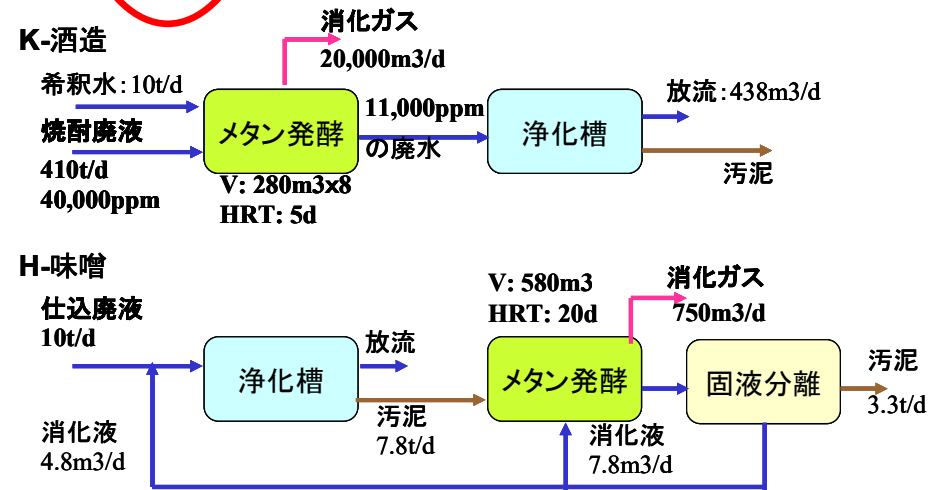 K-酒造
消化ガス
20,000m3/d
希釈水：10t/d
焼酎廃液
410t/d
40,000ppm
メタン発酵
V: 280m3x8
HRT: 5d
11,000ppm
の廃水
浄化槽
放流：438m3/d
汚泥
H-味噌
仕込廃液
10t/d
浄化槽
放流
汚泥
7.8t/d
V: 580m3
HRT: 20d
消化ガス
750m3/d
メタン発酵
固液分離
汚泥
3.3t/d
消化液
4.8m3/d
消化液
7.8m3/d